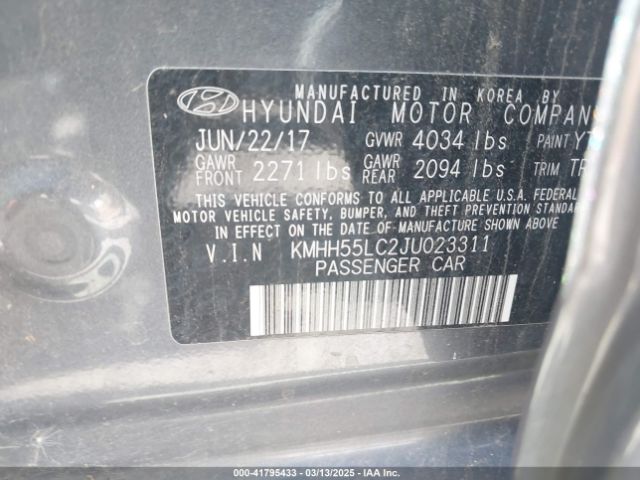 MANUFACTURED IN KOREA BY
HYUNDAI MOTOR COMPAN
JUN/22/17 GVWR 4034 lbs PAINT YT
GAWR FRONT 2271 lbs GAWR REAR 2094 lbs TRIM TR
THIS VEHICLE CONFORMS TO ALL APPLICABLE U.S.A. FEDERAL
MOTOR VEHICLE SAFETY, BUMPER, AND THEFT PREVENTION STANDA
IN EFFECT ON THE DATE OF MANUFACTURE SHOWN ABOVE
V.I.N KMHH55LC2JU023311
PASSENGER CAR
000-41795433 - 03/13/2025 - IAA Inc.